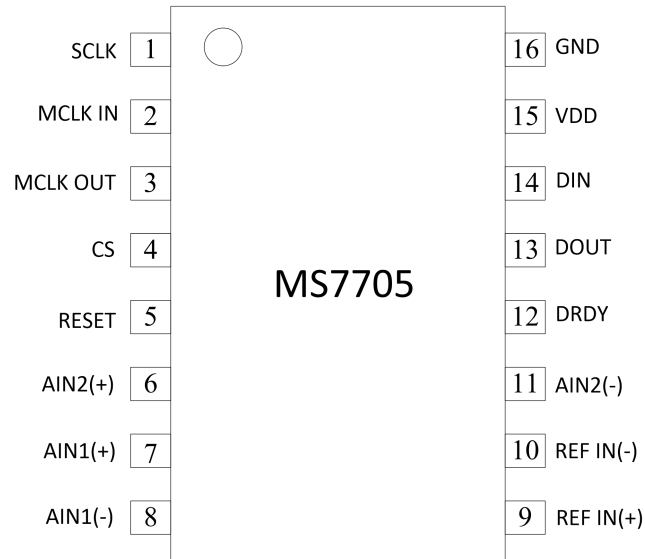 SCLK 1 16 GND
MCLK IN 2 15 VDD
MCLK OUT 3 14 DIN
CS 4 13 DOUT
MS7705
RESET 5 12 DRDY
AIN2(+) 6 11 AIN2(-)
AIN1(+) 7 10 REF IN(-)
AIN1(-) 8 9 REF IN(+)